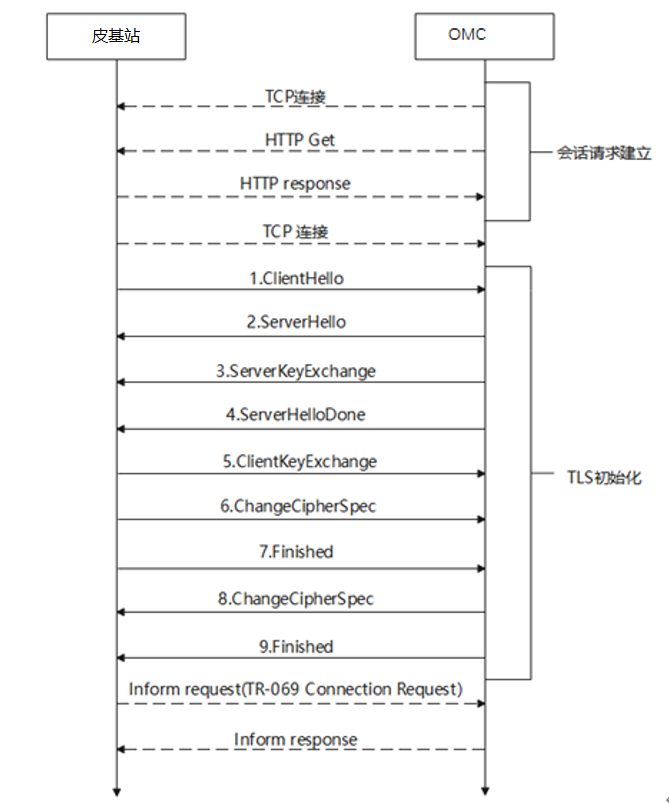 皮基站
OMC
TCP连接
HTTP Get
会话请求建立
HTTP response
TCP 连接
1.ClientHello
2.ServerHello
3.ServerKeyExchange
4.ServerHelloDone
5.ClientKeyExchange
TLS初始化
6.ChangeCipherSpec
7.Finished
8.ChangeCipherSpec
9.Finished
Inform request(TR-069 Connection Request)
Inform response